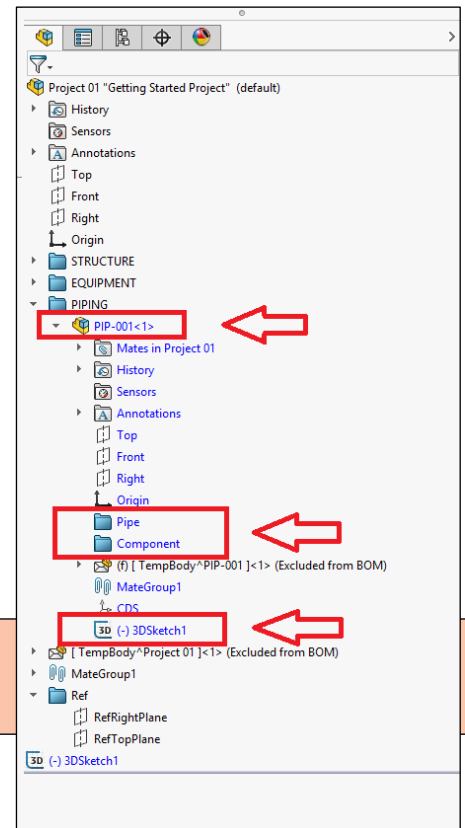 Project 01 "Getting Started Project" (default)
History
Sensors
A Annotations
Top
Front
Right
Origin
STRUCTURE
EQUIPMENT
PIPING
PIP-001<1>
Mates in Project 01
History
Sensors
A Annotations
Top
Front
Right
Origin
Pipe
Component
(f) [ TempBody^PIP-001 ]<1> (Excluded from BOM)
MateGroup1
CDS
3D (-) 3DSketch1
[ TempBody^Project 01 ]<1> (Excluded from BOM)
MateGroup1
Ref
RefRightPlane
RefTopPlane
3D (-) 3DSketch1